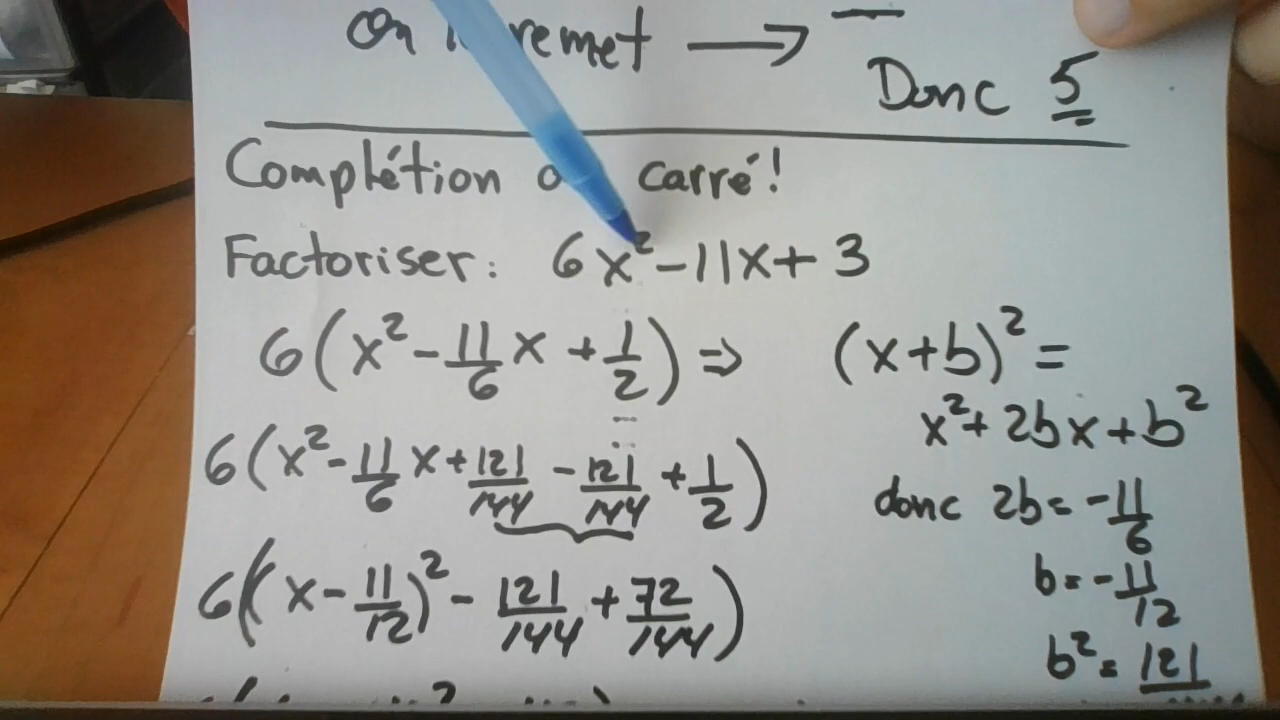 On remet →
Donc 5
Complétion carré!
Factoriser: 6x² - 11x + 3
6(x² - 11/6 x + 1/2) ⇒ (x+b)² =
x² + 2bx + b²
6(x² - 11/6 x + 121/144 - 121/144 + 1/2)
donc 2b = -11/6
b = -11/12
6((x - 11/12)² - 121/144 + 72/144)
b² = 121